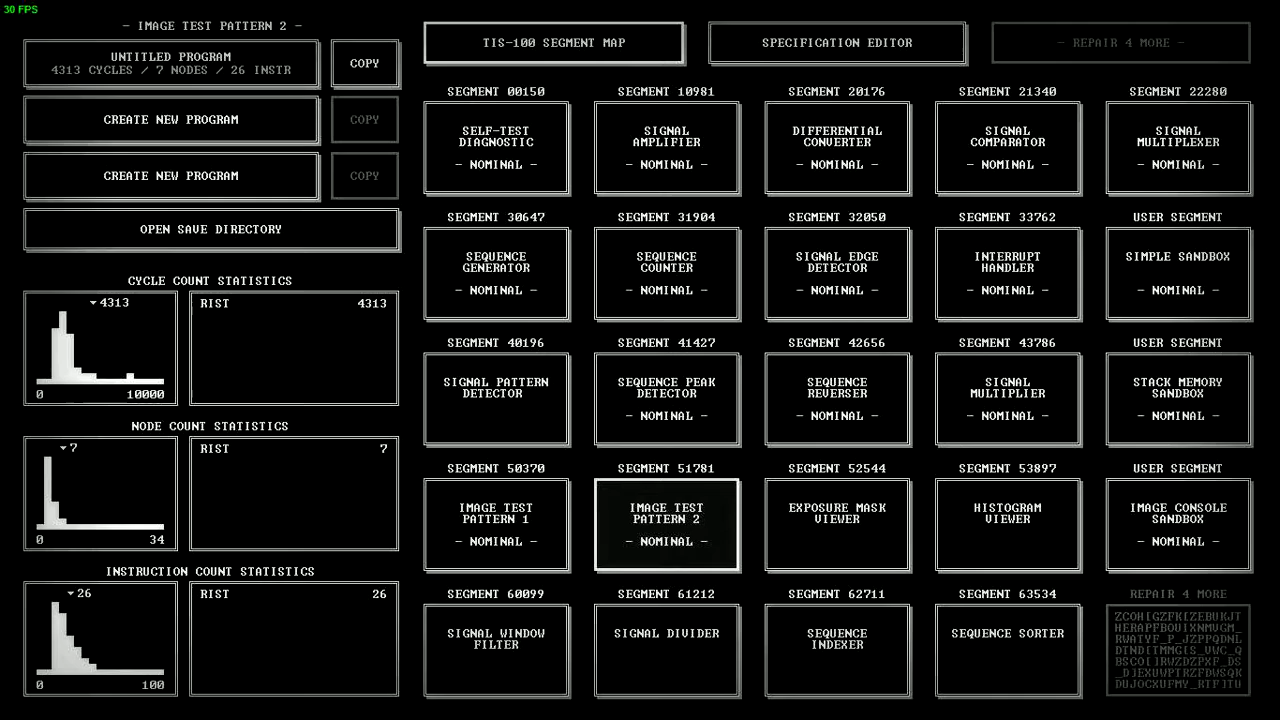 30 FPS
- IMAGE TEST PATTERN 2 -
UNTITLED PROGRAM
4313 CYCLES / 7 NODES / 26 INSTR
COPY
CREATE NEW PROGRAM
COPY
CREATE NEW PROGRAM
COPY
OPEN SAVE DIRECTORY
CYCLE COUNT STATISTICS
4313
0 10000
RIST 4313
NODE COUNT STATISTICS
7
0 34
RIST 7
INSTRUCTION COUNT STATISTICS
26
0 100
RIST 26
TIS-100 SEGMENT MAP
SPECIFICATION EDITOR
- REPAIR 4 MORE -
SEGMENT 00150
SELF-TEST
DIAGNOSTIC
- NOMINAL -
SEGMENT 10981
SIGNAL
AMPLIFIER
- NOMINAL -
SEGMENT 20176
DIFFERENTIAL
CONVERTER
- NOMINAL -
SEGMENT 21340
SIGNAL
COMPARATOR
- NOMINAL -
SEGMENT 22280
SIGNAL
MULTIPLEXER
- NOMINAL -
SEGMENT 30647
SEQUENCE
GENERATOR
- NOMINAL -
SEGMENT 31904
SEQUENCE
COUNTER
- NOMINAL -
SEGMENT 32050
SIGNAL EDGE
DETECTOR
- NOMINAL -
SEGMENT 33762
INTERRUPT
HANDLER
- NOMINAL -
USER SEGMENT
SIMPLE SANDBOX
- NOMINAL -
SEGMENT 40196
SIGNAL PATTERN
DETECTOR
SEGMENT 41427
SEQUENCE PEAK
DETECTOR
- NOMINAL -
SEGMENT 42656
SEQUENCE
REVERSER
- NOMINAL -
SEGMENT 43786
SIGNAL
MULTIPLIER
- NOMINAL -
USER SEGMENT
STACK MEMORY
SANDBOX
- NOMINAL -
SEGMENT 50370
IMAGE TEST
PATTERN 1
- NOMINAL -
SEGMENT 51781
IMAGE TEST
PATTERN 2
- NOMINAL -
SEGMENT 52544
EXPOSURE MASK
VIEWER
SEGMENT 53897
HISTOGRAM
VIEWER
USER SEGMENT
IMAGE CONSOLE
SANDBOX
- NOMINAL -
SEGMENT 60099
SIGNAL WINDOW
FILTER
SEGMENT 61212
SIGNAL DIVIDER
SEGMENT 62711
SEQUENCE
INDEXER
SEGMENT 63534
SEQUENCE SORTER
REPAIR 4 MORE